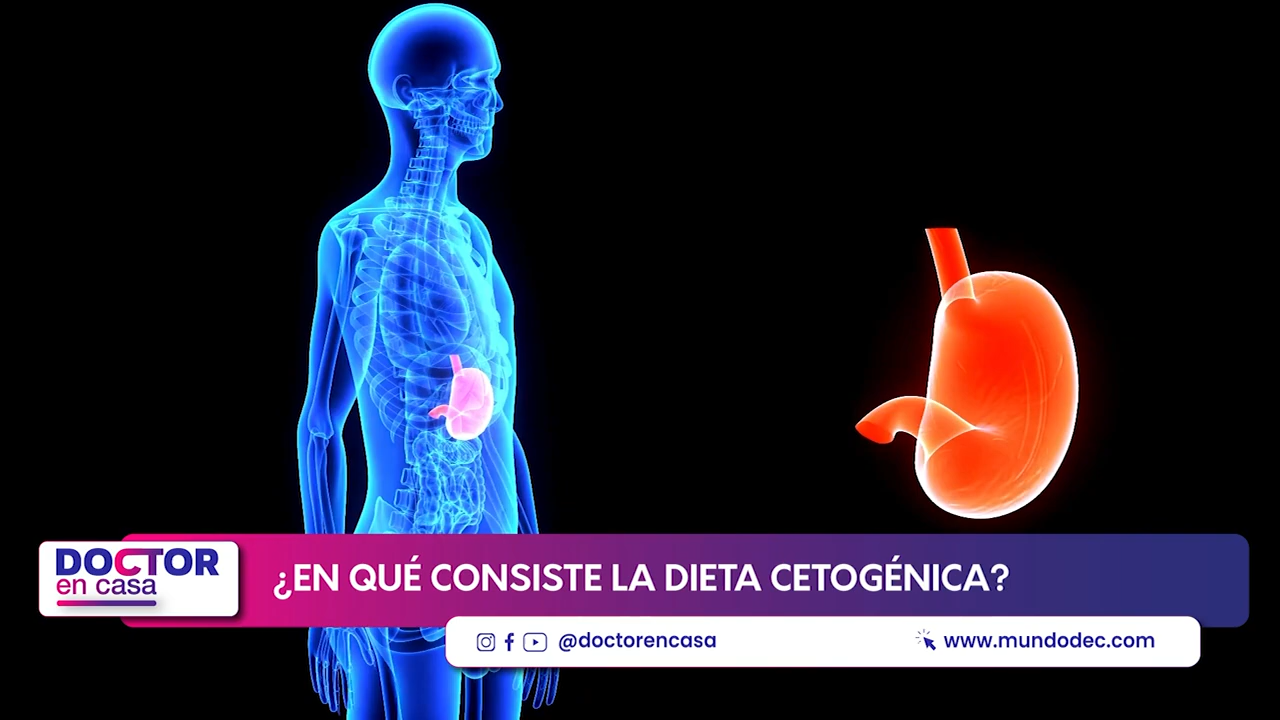 DOCTOR
en casa
¿EN QUÉ CONSISTE LA DIETA CETOGÉNICA?
@doctorencasa
www.mundodec.com